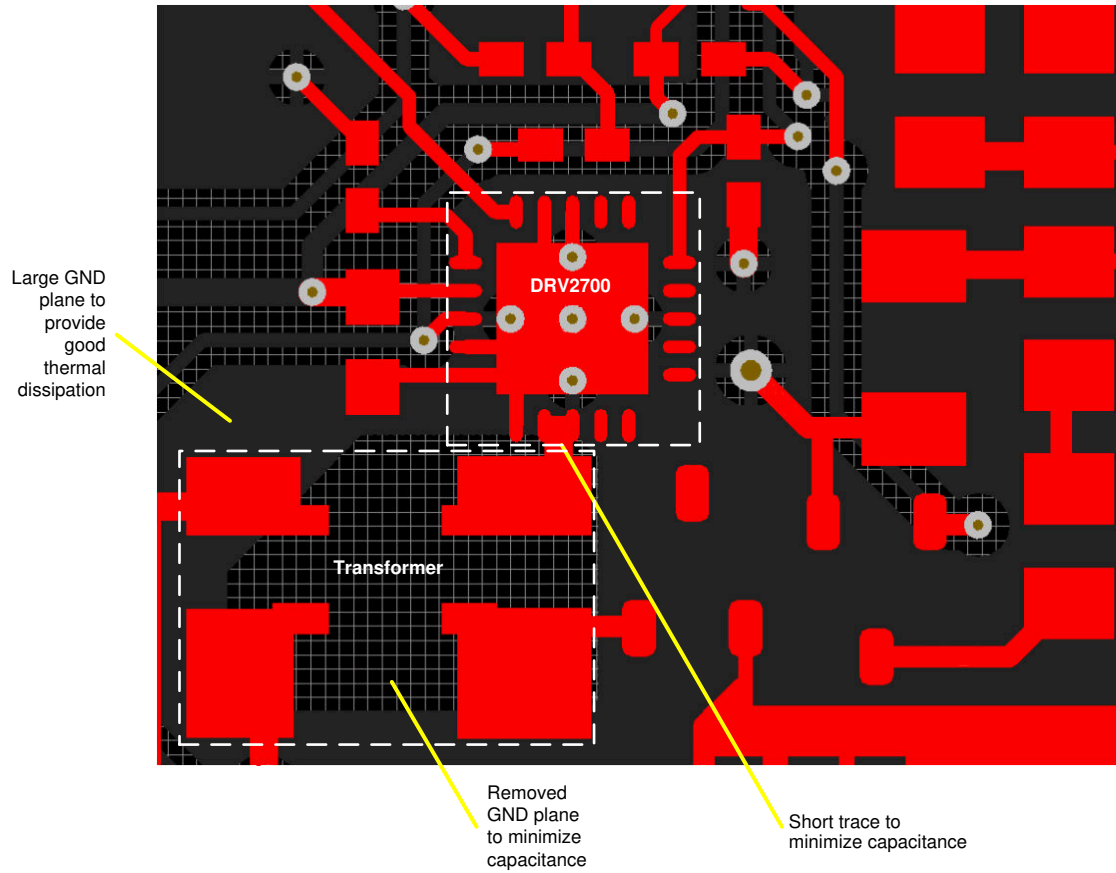 DRV2700
Large GND
plane to
provide
good
thermal
dissipation
Transformer
Removed
GND plane
to minimize
capacitance
Short trace to
minimize capacitance